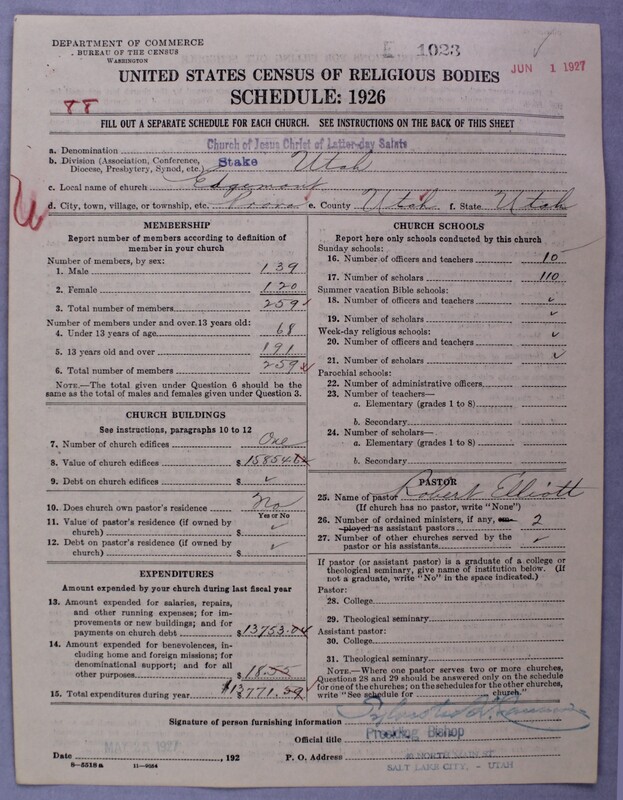 DEPARTMENT OF COMMERCE
BUREAU OF THE CENSUS
WASHINGTON
E 1023
JUN 1 1927
UNITED STATES CENSUS OF RELIGIOUS BODIES
SCHEDULE: 1926
88
FILL OUT A SEPARATE SCHEDULE FOR EACH CHURCH. SEE INSTRUCTIONS ON THE BACK OF THIS SHEET
a. Denomination Church of Jesus Christ of Latter-day Saints
b. Division (Association, Conference, Diocese, Presbytery, Synod, etc.) Stake Utah
c. Local name of church Edgemont
d. City, town, village, or township, etc. Provo e. County Utah f. State Utah
MEMBERSHIP
Report number of members according to definition of
member in your church
Number of members, by sex:
1. Male 139
2. Female 120
3. Total number of members 259
Number of members under and over 13 years old:
4. Under 13 years of age 68
5. 13 years old and over 191
6. Total number of members 259
NOTE.—The total given under Question 6 should be the
same as the total of males and females given under Question 3.
CHURCH BUILDINGS
See instructions, paragraphs 10 to 12
7. Number of church edifices One
8. Value of church edifices $ 15854.
9. Debt on church edifices $ ✓
10. Does church own pastor's residence No
Yes or No
11. Value of pastor's residence (if owned by
church) $ ✓
12. Debt on pastor's residence (if owned by
church) $ ✓
EXPENDITURES
Amount expended by your church during last fiscal year
13. Amount expended for salaries, repairs,
and other running expenses; for im-
provements or new buildings; and for
payments on church debt $ 13753.04
14. Amount expended for benevolences, in-
cluding home and foreign missions; for
denominational support; and for all
other purposes $ 18.55
15. Total expenditures during year $ 13771.59
CHURCH SCHOOLS
Report here only schools conducted by this church
Sunday schools:
16. Number of officers and teachers 10
17. Number of scholars 110
Summer vacation Bible schools:
18. Number of officers and teachers ✓
19. Number of scholars ✓
Week-day religious schools:
20. Number of officers and teachers ✓
21. Number of scholars ✓
Parochial schools:
22. Number of administrative officers
23. Number of teachers—
a. Elementary (grades 1 to 8)
b. Secondary
24. Number of scholars—
a. Elementary (grades 1 to 8)
b. Secondary
PASTOR
25. Name of pastor Robert Elliott
(If church has no pastor, write "None")
26. Number of ordained ministers, if any, em-
ployed as assistant pastors 2
27. Number of other churches served by the
pastor or his assistants ✓
If pastor (or assistant pastor) is a graduate of a college or
theological seminary, give name of institution below. (If
not a graduate, write "No" in the space indicated.)
Pastor:
28. College
29. Theological seminary
Assistant pastor:
30. College
31. Theological seminary
NOTE.—Where one pastor serves two or more churches,
Questions 28 and 29 should be answered only on the schedule
for one of the churches; on the schedules for the other churches,
write "See schedule for church."
Signature of person furnishing information Sylvester Q. Cannon
Official title Presiding Bishop
Date MAY 1927 , 192 P. O. Address 40 NORTH MAIN ST.
SALT LAKE CITY, - UTAH
8-5518a 11-9054